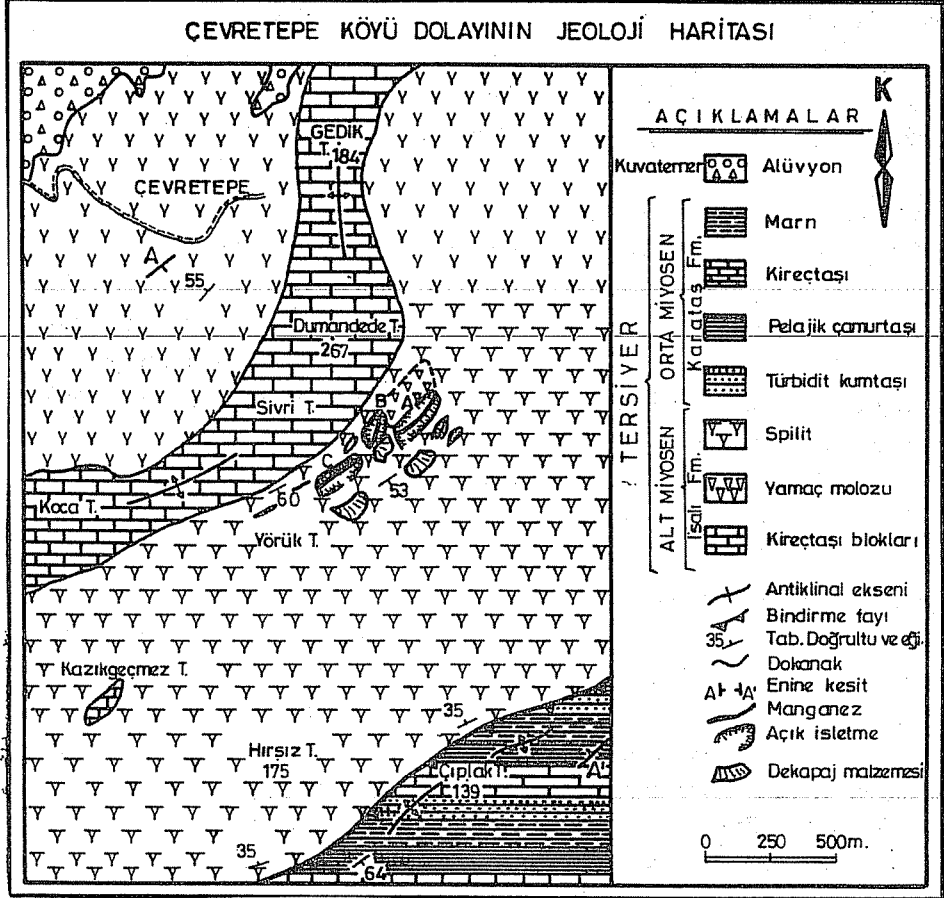 ÇEVRETEPE KÖYÜ DOLAYININ JEOLOJİ HARİTASI
GEDİK
T. 184
ÇEVRETEPE
A
55
Dumandede T.
267
Sivri T.
B
A
C
60
53
Koca T.
Yörük T.
Kazıkgeçmez T.
35
Hırsız T.
175
Çıplak T.
139
A'
35
64
K
AÇIKLAMALAR
Kuvaterner
Alüvyon
Marn
Kireçtaşı
Pelajik çamurtaşı
Türbidit kumtaşı
Spilit
Yamaç molozu
Kireçtaşı blokları
TERSİYER
ORTA MİYOSEN
Karataş Fm.
ALT MİYOSEN
İsalı Fm.
Antiklinal ekseni
Bindirme fayı
35 Tab. Doğrultu ve eği.
Dokanak
A A' Enine kesit
Manganez
Açık işletme
Dekapaj malzemesi
0 250 500m.